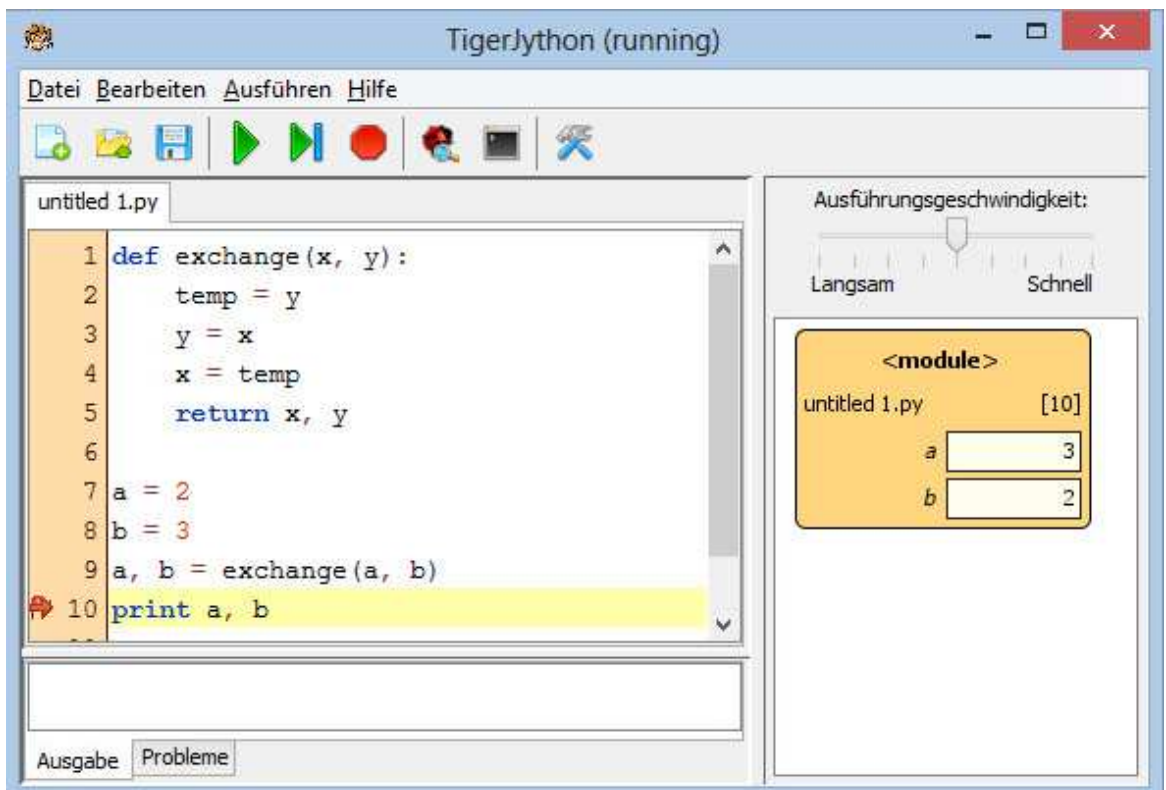 TigerJython (running)
Datei Bearbeiten Ausführen Hilfe
untitled 1.py
1 def exchange(x, y):
2     temp = y
3     y = x
4     x = temp
5     return x, y
6
7 a = 2
8 b = 3
9 a, b = exchange(a, b)
10 print a, b
Ausgabe Probleme
Ausführungsgeschwindigkeit:
Langsam Schnell
<module>
untitled 1.py [10]
a 3
b 2